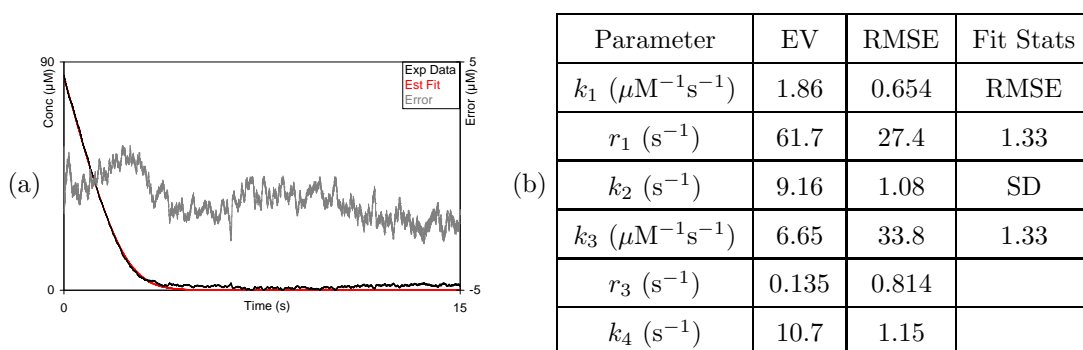 (a)
90
Conc (µM)
0
0
Time (s)
15
5
Error (µM)
-5
Exp Data
Est Fit
Error
(b)
Parameter EV RMSE Fit Stats
k₁ (μM⁻¹s⁻¹) 1.86 0.654 RMSE
r₁ (s⁻¹) 61.7 27.4 1.33
k₂ (s⁻¹) 9.16 1.08 SD
k₃ (μM⁻¹s⁻¹) 6.65 33.8 1.33
r₃ (s⁻¹) 0.135 0.814
k₄ (s⁻¹) 10.7 1.15